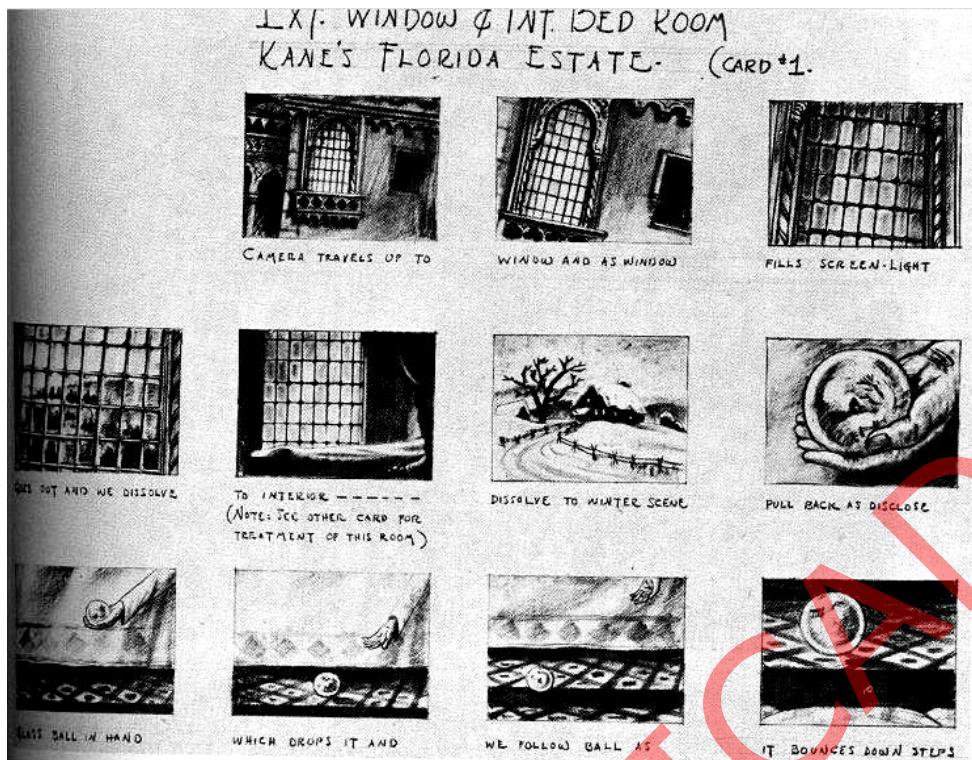 EXT. WINDOW & INT. BED ROOM
KANE'S FLORIDA ESTATE. (CARD #1.
CAMERA TRAVELS UP TO
WINOW AND AS WINDOW
FILLS SCREEN-LIGHT
GOES OUT AND WE DISSOLVE
TO INTERIOR ------
(NOTE: SEE OTHER CARD FOR
TREATMENT OF THIS ROOM)
DISSOLVE TO WINTER SCENE
PULL BACK AS DISCLOSE
GLASS BALL IN HAND
WHICH DROPS IT AND
WE FOLLOW BALL AS
IT BOUNCES DOWN STEPS